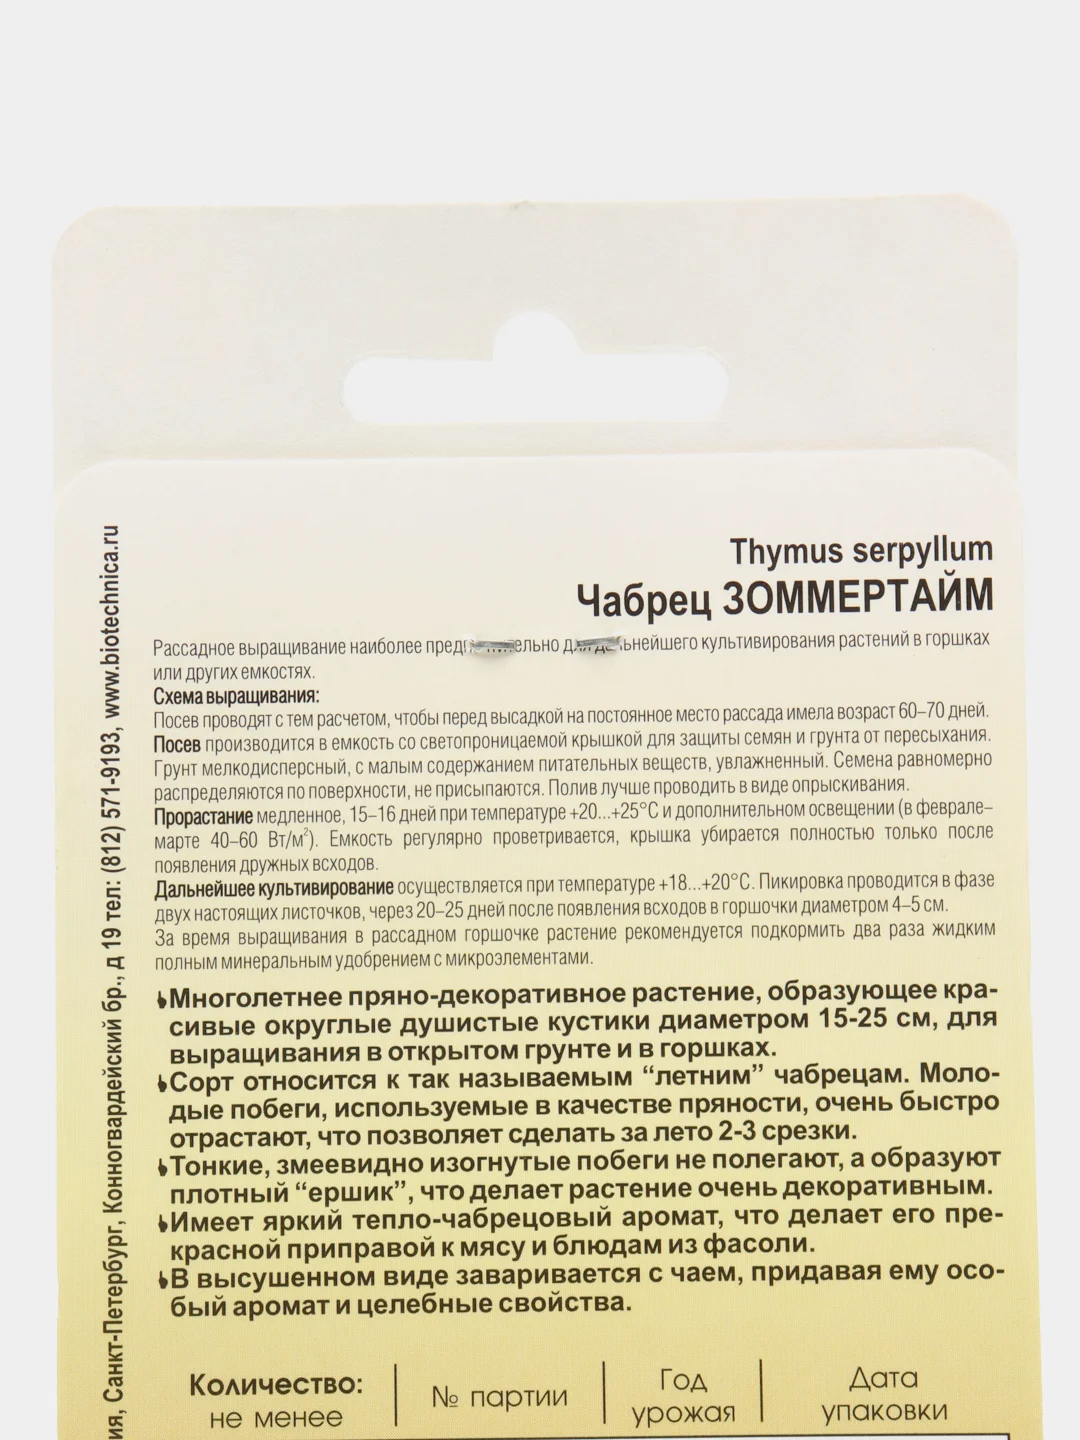 Thymus serpyllum
Чабрец ЗОММЕРТАЙМ
Рассадное выращивание наиболее для дальнейшего культивирования растений в горшках
или других емкостях.
Схема выращивания:
Посев проводят с тем расчетом, чтобы перед высадкой на постоянное место рассада имела возраст 60–70 дней.
Посев производится в емкость со светопроницаемой крышкой для защиты семян и грунта от пересыхания.
Грунт мелкодисперсный, с малым содержанием питательных веществ, увлажненный. Семена равномерно
распределяются по поверхности, не присыпаются. Полив лучше проводить в виде опрыскивания.
Прорастание медленное, 15–16 дней при температуре +20...+25°С и дополнительном освещении (в феврале–
марте 40–60 Вт/м²). Емкость регулярно проветривается, крышка убирается полностью только после
появления дружных всходов.
Дальнейшее культивирование осуществляется при температуре +18...+20°С. Пикировка проводится в фазе
двух настоящих листочков, через 20–25 дней после появления всходов в горшочки диаметром 4–5 см.
За время выращивания в рассадном горшочке растение рекомендуется подкормить два раза жидким
полным минеральным удобрением с микроэлементами.
Многолетнее пряно-декоративное растение, образующее кра-
сивые округлые душистые кустики диаметром 15-25 см, для
выращивания в открытом грунте и в горшках.
Сорт относится к так называемым “летним” чабрецам. Моло-
дые побеги, используемые в качестве пряности, очень быстро
отрастают, что позволяет сделать за лето 2-3 срезки.
Тонкие, змеевидно изогнутые побеги не полегают, а образуют
плотный “ершик”, что делает растение очень декоративным.
Имеет яркий тепло-чабрецовый аромат, что делает его пре-
красной приправой к мясу и блюдам из фасоли.
В высушенном виде заваривается с чаем, придавая ему осо-
бый аромат и целебные свойства.
Количество:
не менее
№ партии
Год
урожая
Дата
упаковки
ия, Санкт-Петербург, Конногвардейский бр., д 19 тел: (812) 571-9193, www.biotechnica.ru